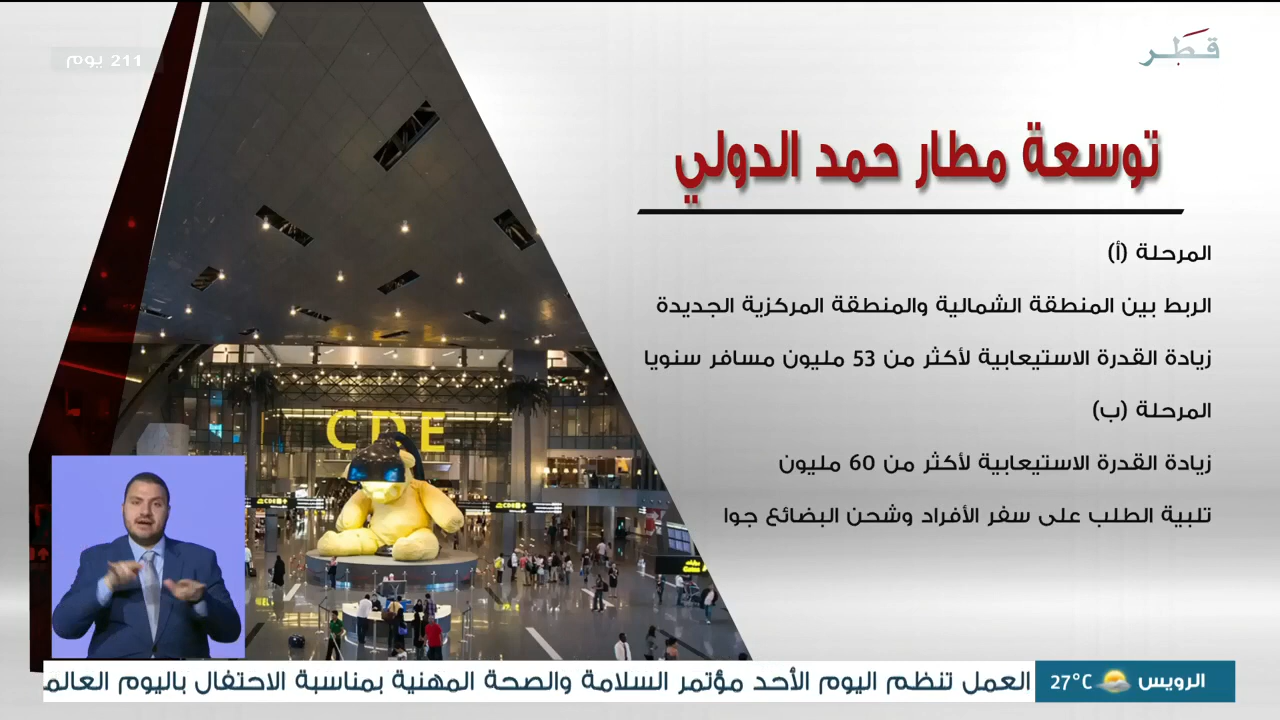 قطر
211 يوم
توسعة مطار حمد الدولي
المرحلة (أ)
الربط بين المنطقة الشمالية والمنطقة المركزية الجديدة
زيادة القدرة الاستيعابية لأكثر من 53 مليون مسافر سنويا
المرحلة (ب)
زيادة القدرة الاستيعابية لأكثر من 60 مليون
تلبية الطلب على سفر الأفراد وشحن البضائع جوا
CDE
الرويس 27°C
العمل تنظم اليوم الأحد مؤتمر السلامة والصحة المهنية بمناسبة الاحتفال باليوم العالم